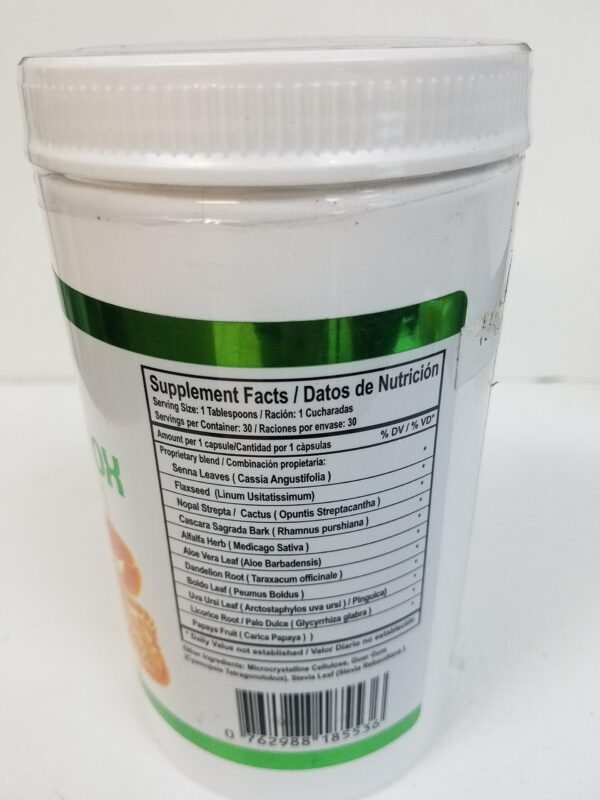 OX
Supplement Facts / Datos de Nutrición
Serving Size: 1 Tablespoons / Ración: 1 Cucharadas
Servings per Container: 30 / Raciones por envase: 30
Amount per 1 capsule/Cantidad por 1 càpsulas % DV / % VD*
Proprietary blend / Combinación propietaria: *
Senna Leaves ( Cassia Angustifolia ) *
Flaxseed (Linum Usitatissimum) *
Nopal Strepta / Cactus ( Opuntis Streptacantha ) *
Cascara Sagrada Bark ( Rhamnus purshiana ) *
Alfalfa Herb ( Medicago Sativa ) *
Aloe Vera Leaf (Aloe Barbadensis) *
Dandelion Root ( Taraxacum officinale ) *
Boldo Leaf ( Peumus Boldus ) *
Uva Ursi Leaf ( Arctostaphylos uva ursi ) / Pinguica) *
Licorice Root / Palo Dulce ( Glycyrrhiza glabra ) *
Papaya Fruit ( Carica Papaya ) )
* Daily Value not established / Valor Diario no establecido
Other ingredients: Microcrystalline Cellulose, Guar Gum
(Cyamopsis Tetragonolobus), Stevia Leaf (Stevia Rebaudiana ).
0 762988 185536